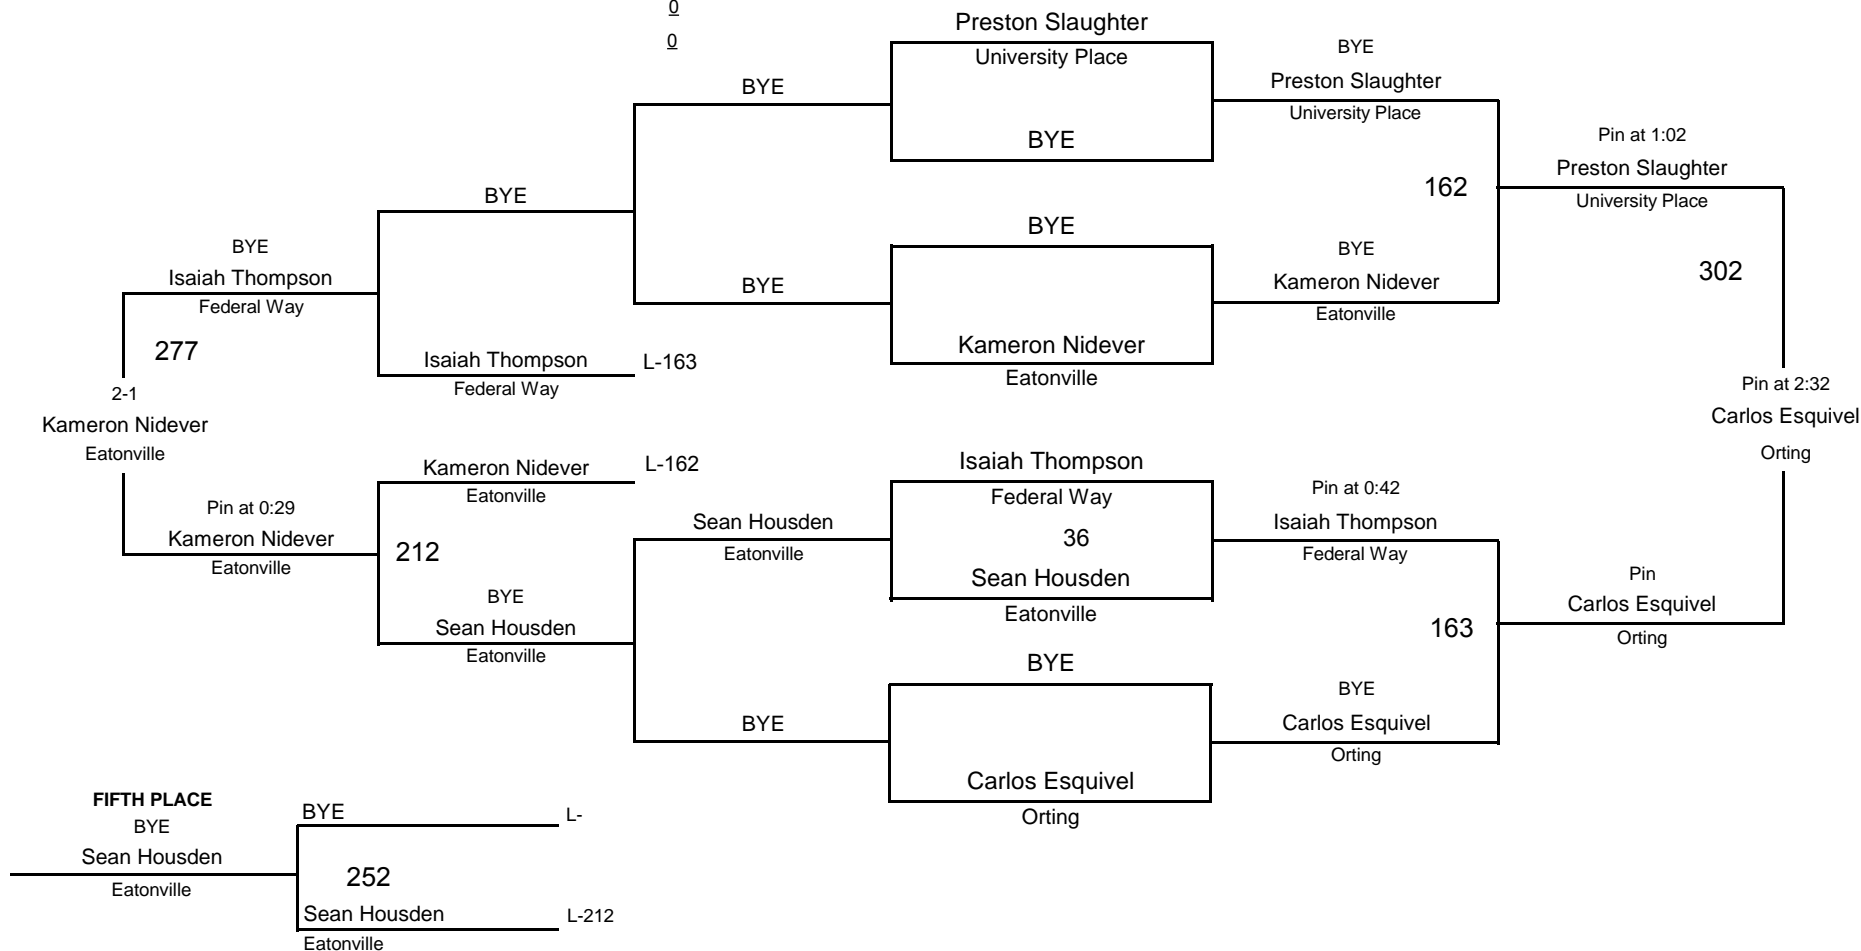 0
0
Preston Slaughter
University Place
BYE
BYE
Preston Slaughter
University Place
BYE
Pin at 1:02
Preston Slaughter
University Place
162
BYE
BYE
BYE
Isaiah Thompson
Federal Way
BYE
BYE
Kameron Nidever
Eatonville
302
277
Isaiah Thompson
Federal Way
L-163
Kameron Nidever
Eatonville
2-1
Kameron Nidever
Eatonville
Pin at 2:32
Carlos Esquivel
Orting
Kameron Nidever
Eatonville
L-162
Isaiah Thompson
Federal Way
36
Sean Housden
Eatonville
Pin at 0:42
Isaiah Thompson
Federal Way
Pin at 0:29
Kameron Nidever
Eatonville
212
Sean Housden
Eatonville
BYE
Sean Housden
Eatonville
Pin
Carlos Esquivel
Orting
163
BYE
BYE
BYE
Carlos Esquivel
Orting
Carlos Esquivel
Orting
FIFTH PLACE
BYE
Sean Housden
Eatonville
BYE
L-
252
Sean Housden
Eatonville
L-212